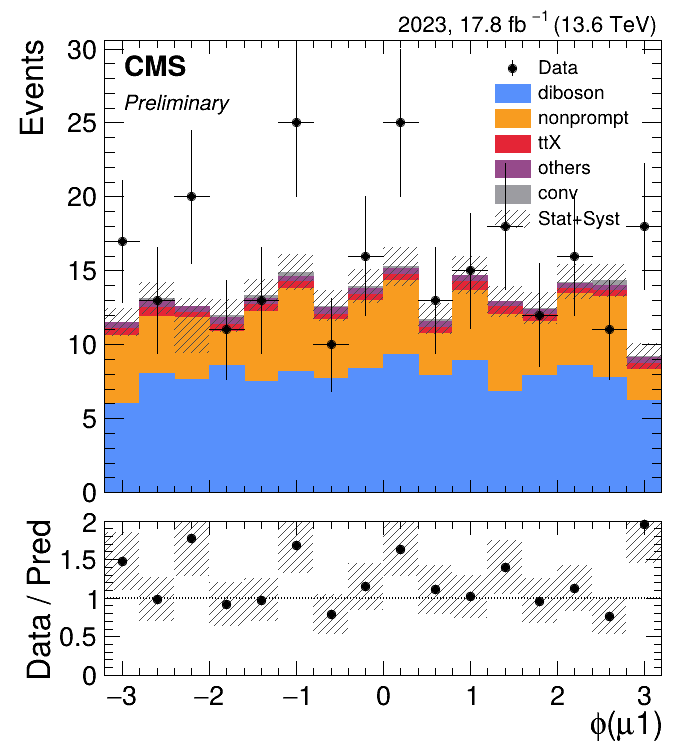 2023, 17.8 fb⁻¹ (13.6 TeV)
CMS
Preliminary
Events
30
25
20
15
10
5
0
Data
diboson
nonprompt
ttX
others
conv
Stat+Syst
Data / Pred
2
1.5
1
0.5
0
−3 −2 −1 0 1 2 3
ϕ(μ1)